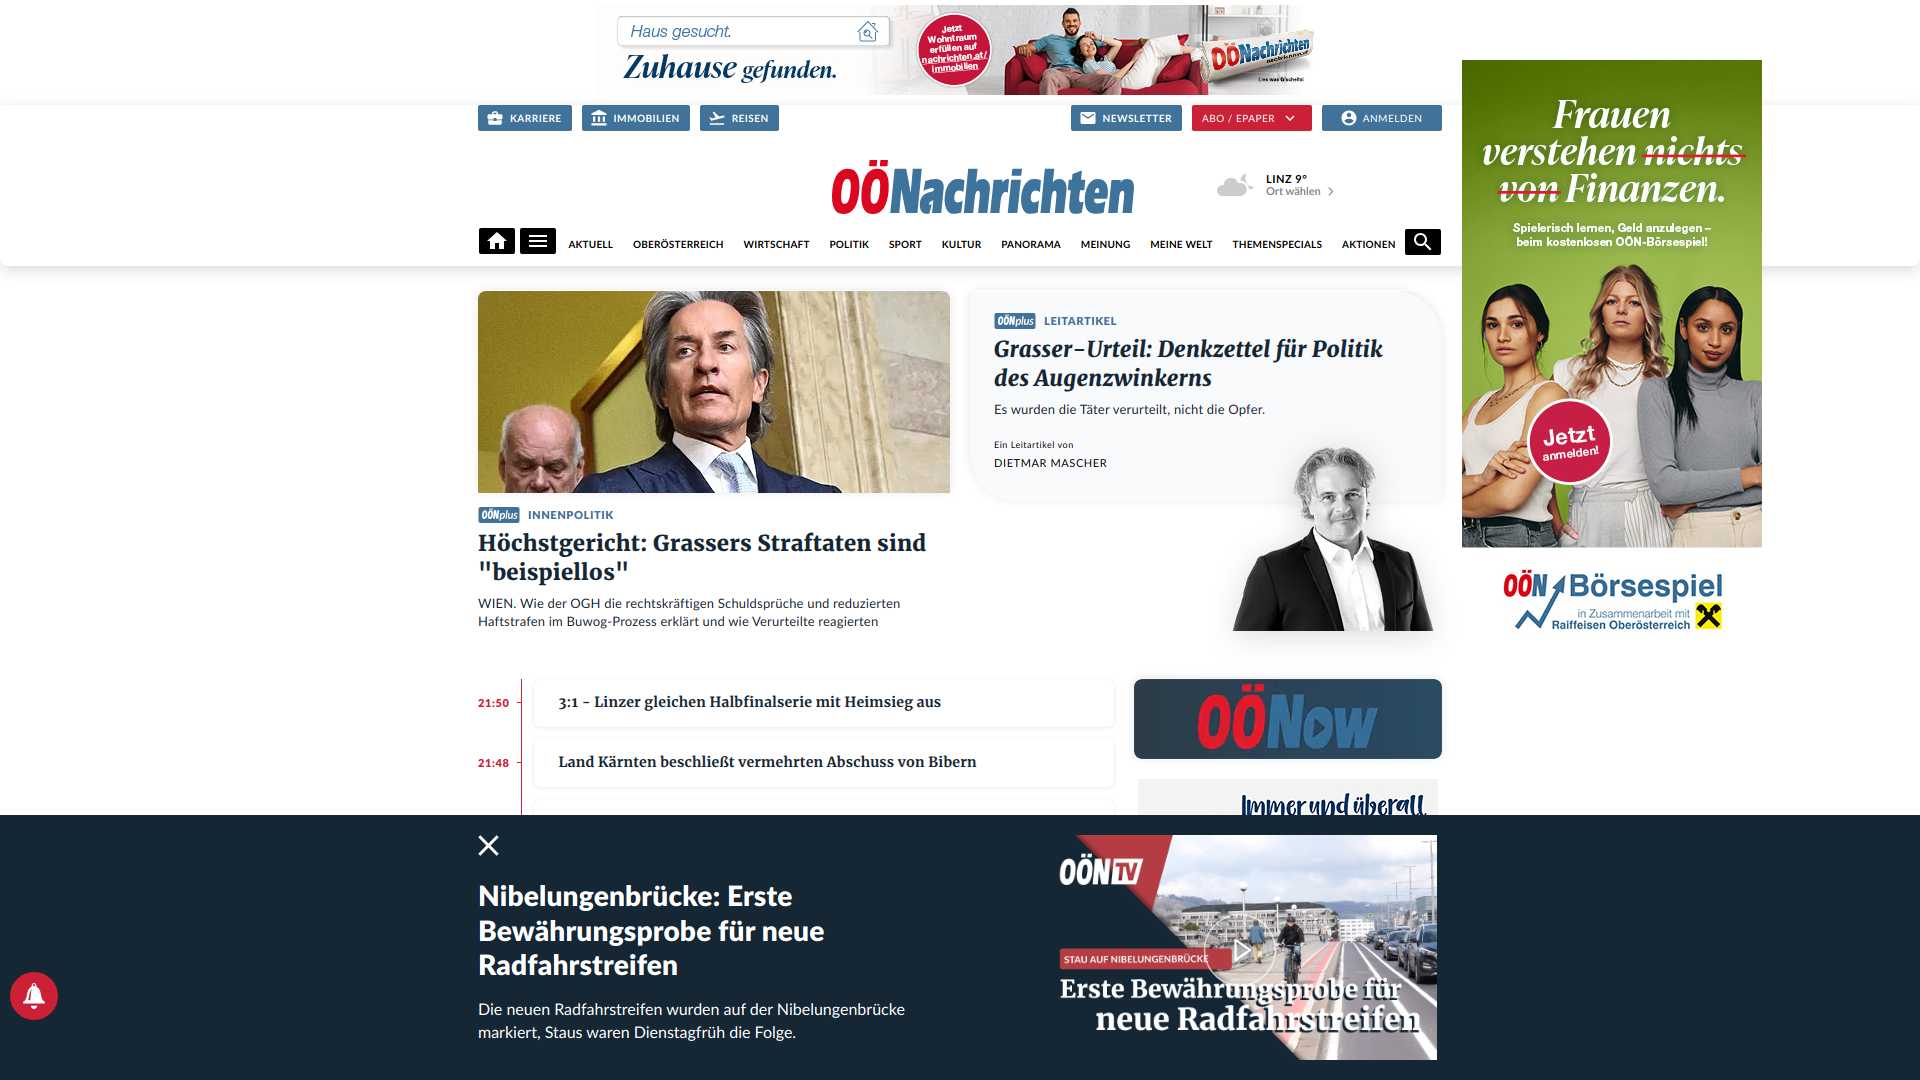 Haus gesucht.
Zuhause gefunden.
Jetzt
Wohntraum
erfüllen auf
nachrichten.at/
immobilien
OÖNachrichten
Lies was G'scheits!
KARRIERE
IMMOBILIEN
REISEN
NEWSLETTER
ABO / EPAPER
ANMELDEN
OÖNachrichten
LINZ 9°
Ort wählen
AKTUELL
OBERÖSTERREICH
WIRTSCHAFT
POLITIK
SPORT
KULTUR
PANORAMA
MEINUNG
MEINE WELT
THEMENSPECIALS
AKTIONEN
Frauen
verstehen nichts
von Finanzen.
Spielerisch lernen, Geld anzulegen –
beim kostenlosen OÖN-Börsespiel!
Jetzt
anmelden!
OÖN Börsespiel
in Zusammenarbeit mit
Raiffeisen Oberösterreich
OÖNplus INNENPOLITIK
Höchstgericht: Grassers Straftaten sind
"beispiellos"
WIEN. Wie der OGH die rechtskräftigen Schuldsprüche und reduzierten
Haftstrafen im Buwog-Prozess erklärt und wie Verurteilte reagierten
OÖNplus LEITARTIKEL
Grasser-Urteil: Denkzettel für Politik
des Augenzwinkerns
Es wurden die Täter verurteilt, nicht die Opfer.
Ein Leitartikel von
DIETMAR MASCHER
21:50
3:1 - Linzer gleichen Halbfinalserie mit Heimsieg aus
21:48
Land Kärnten beschließt vermehrten Abschuss von Bibern
OÖNow
Immer und überall
Nibelungenbrücke: Erste
Bewährungsprobe für neue
Radfahrstreifen
Die neuen Radfahrstreifen wurden auf der Nibelungenbrücke
markiert, Staus waren Dienstagfrüh die Folge.
OÖN TV
STAU AUF NIBELUNGENBRÜCKE
Erste Bewährungsprobe für
neue Radfahrstreifen